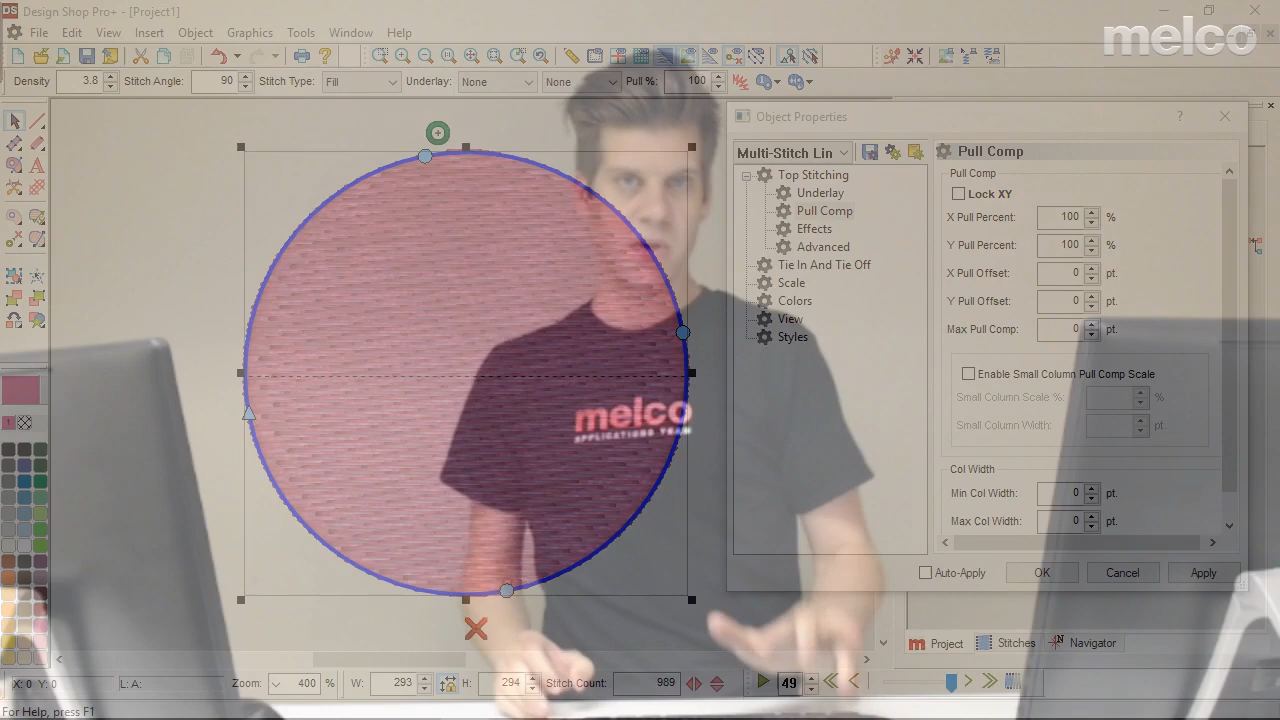 DS Design Shop Pro+ - [Project1]
melco
File Edit View Insert Object Graphics Tools Window Help
Density 3.8 Stitch Angle: 90 Stitch Type: Fill Underlay: None None Pull %: 100
Object Properties
Multi-Stitch Lin
Pull Comp
Top Stitching
Underlay
Pull Comp
Effects
Advanced
Tie In And Tie Off
Scale
Colors
View
Styles
Pull Comp
Lock XY
X Pull Percent: 100 %
Y Pull Percent: 100 %
X Pull Offset: 0 pt.
Y Pull Offset: 0 pt.
Max Pull Comp: 0 pt.
Enable Small Column Pull Comp Scale
Small Column Scale %: %
Small Column Width: pt.
Col Width
Min Col Width: 0 pt.
Max Col Width: 0 pt.
Auto-Apply OK Cancel Apply
melco
APPLICATIONS TEAM
1
Project Stitches Navigator
X: 0 Y: 0 L: A: Zoom: 400 % W: 293 H: 294 Stitch Count: 989 49
For Help, press F1